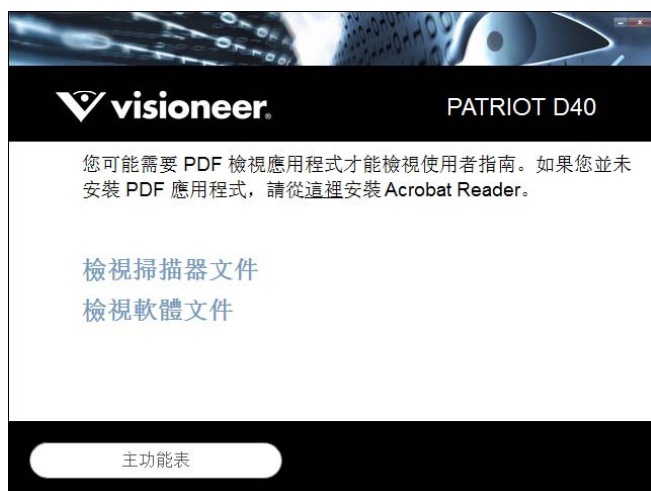 visioneer®
PATRIOT D40
您可能需要 PDF 檢視應用程式才能檢視使用者指南。如果您並未
安裝 PDF 應用程式，請從這裡安裝 Acrobat Reader。
檢視掃描器文件
檢視軟體文件
主功能表